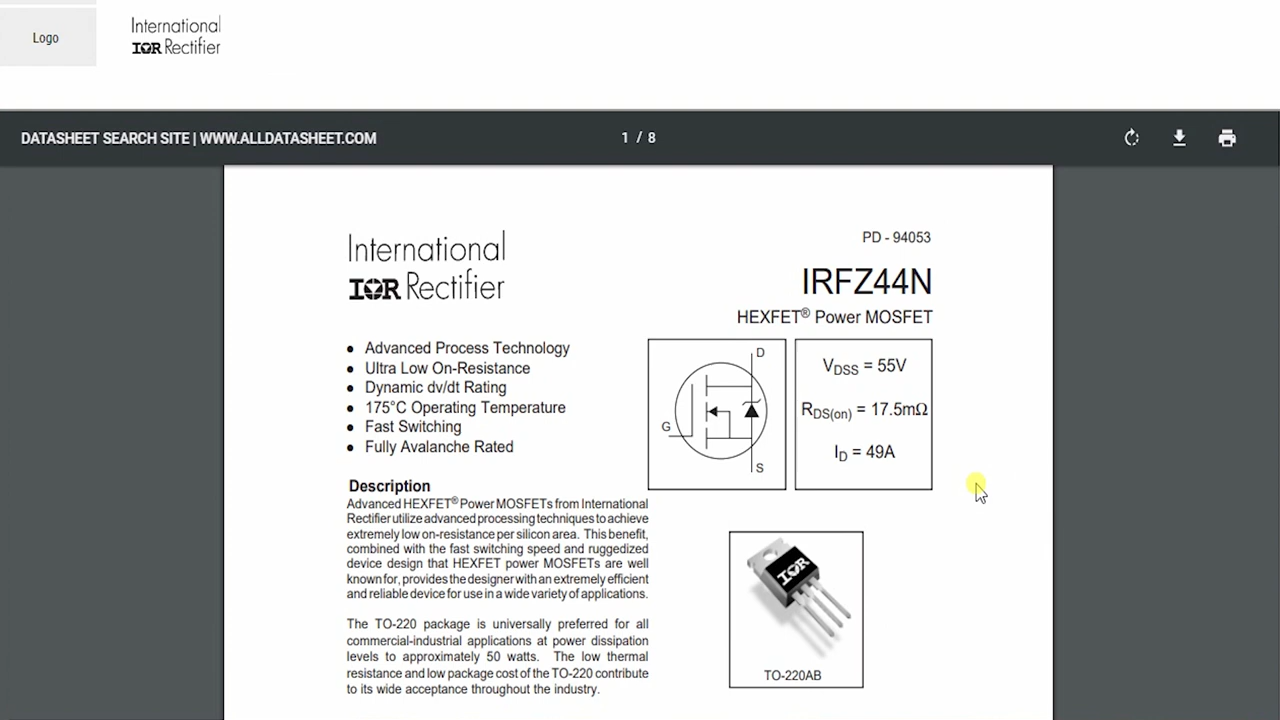 Logo
International
IOR Rectifier
DATASHEET SEARCH SITE | WWW.ALLDATASHEET.COM
1 / 8
International
IOR Rectifier
PD - 94053
IRFZ44N
HEXFET® Power MOSFET
● Advanced Process Technology
● Ultra Low On-Resistance
● Dynamic dv/dt Rating
● 175°C Operating Temperature
● Fast Switching
● Fully Avalanche Rated
D
G
S
VDSS = 55V
RDS(on) = 17.5mΩ
ID = 49A
Description
Advanced HEXFET® Power MOSFETs from International
Rectifier utilize advanced processing techniques to achieve
extremely low on-resistance per silicon area. This benefit,
combined with the fast switching speed and ruggedized
device design that HEXFET power MOSFETs are well
known for, provides the designer with an extremely efficient
and reliable device for use in a wide variety of applications.
The TO-220 package is universally preferred for all
commercial-industrial applications at power dissipation
levels to approximately 50 watts. The low thermal
resistance and low package cost of the TO-220 contribute
to its wide acceptance throughout the industry.
IOR
TO-220AB